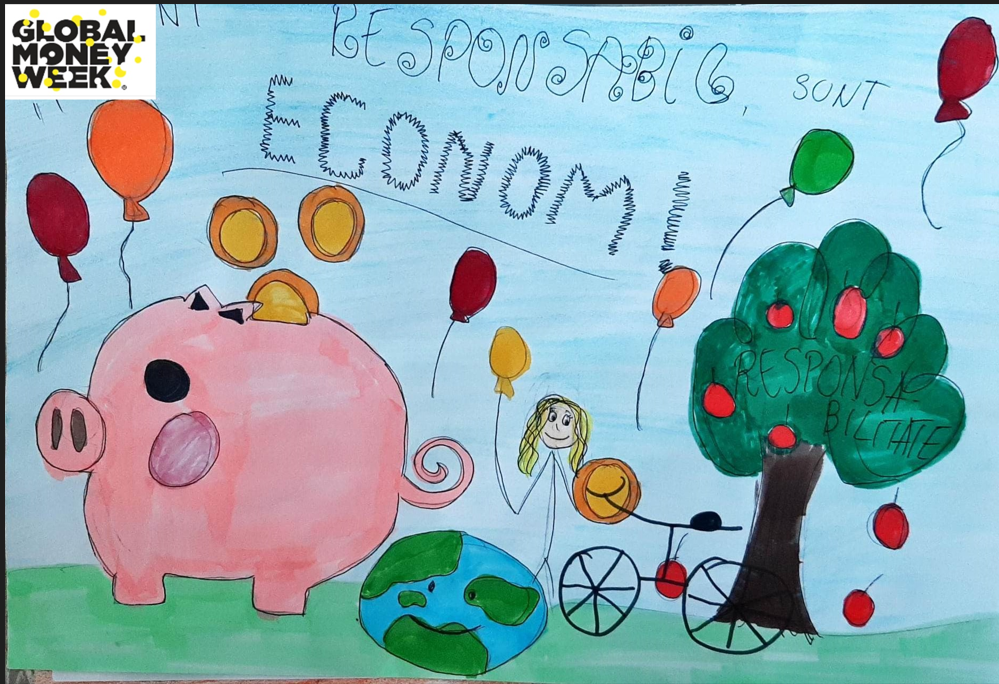 GLOBAL
MONEY
WEEK®
RESPONSABiL, SUNT
ECONOM!
RESPONSA
BILITATE